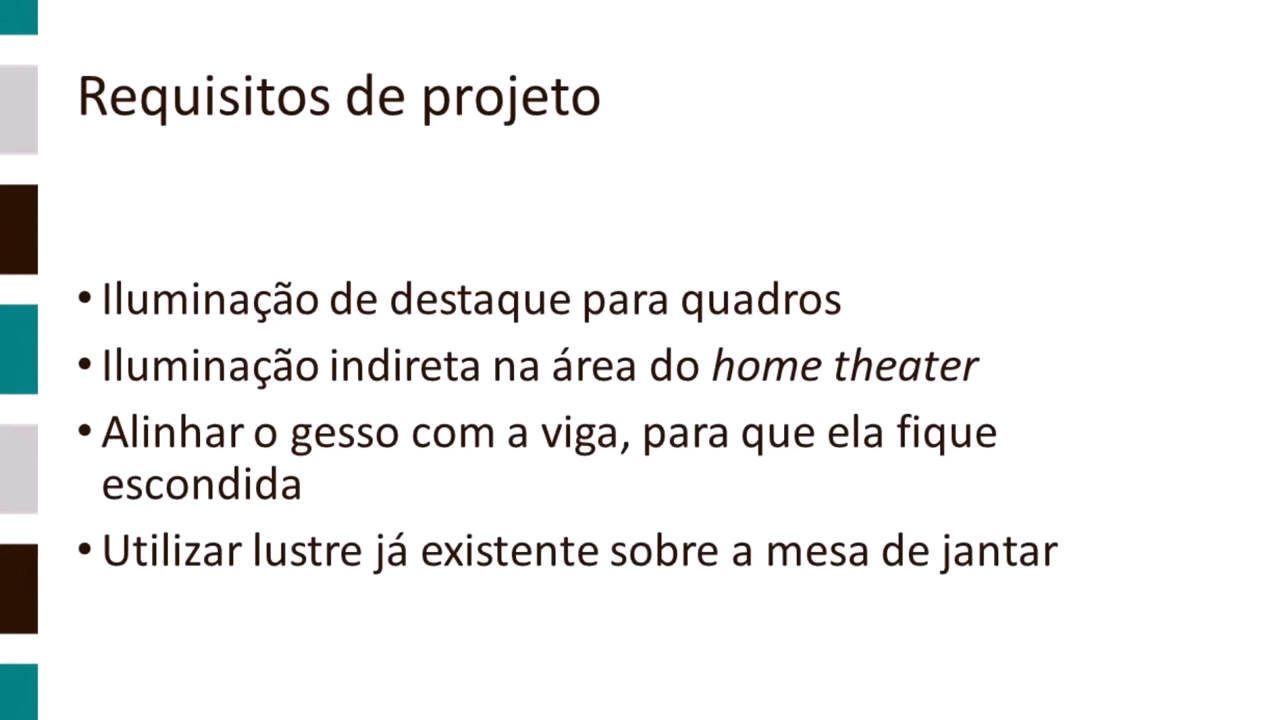 Requisitos de projeto
• Iluminação de destaque para quadros
• Iluminação indireta na área do home theater
• Alinhar o gesso com a viga, para que ela fique
escondida
• Utilizar lustre já existente sobre a mesa de jantar